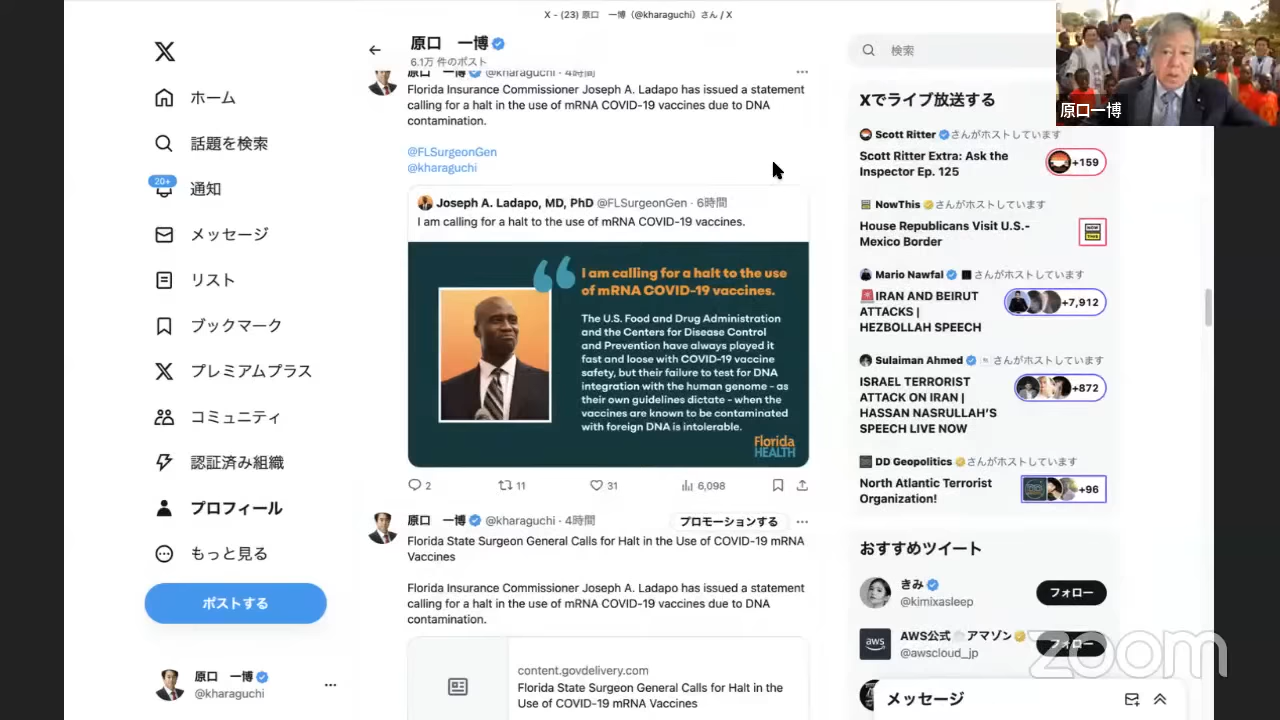 X - (23) 原口 一博（@kharaguchi）さん / X
原口 一博
6.1万 件のポスト
検索
原口一博
ホーム
話題を検索
20+
通知
メッセージ
リスト
ブックマーク
プレミアムプラス
コミュニティ
認証済み組織
プロフィール
もっと見る
ポストする
原口 一博
@kharaguchi
原口 一博 @kharaguchi · 4時間
Florida Insurance Commissioner Joseph A. Ladapo has issued a statement
calling for a halt in the use of mRNA COVID-19 vaccines due to DNA
contamination.
@FLSurgeonGen
@kharaguchi
Joseph A. Ladapo, MD, PhD @FLSurgeonGen · 6時間
I am calling for a halt to the use of mRNA COVID-19 vaccines.
I am calling for a halt to the use
of mRNA COVID-19 vaccines.
The U.S. Food and Drug Administration
and the Centers for Disease Control
and Prevention have always played it
fast and loose with COVID-19 vaccine
safety, but their failure to test for DNA
integration with the human genome - as
their own guidelines dictate - when the
vaccines are known to be contaminated
with foreign DNA is intolerable.
Florida
HEALTH
2 11 31 6,098
原口 一博 @kharaguchi · 4時間
プロモーションする
Florida State Surgeon General Calls for Halt in the Use of COVID-19 mRNA
Vaccines
Florida Insurance Commissioner Joseph A. Ladapo has issued a statement
calling for a halt in the use of mRNA COVID-19 vaccines due to DNA
contamination.
content.govdelivery.com
Florida State Surgeon General Calls for Halt in the
Use of COVID-19 mRNA Vaccines
Xでライブ放送する
Scott Ritter さんがホストしています
Scott Ritter Extra: Ask the
Inspector Ep. 125
+159
NowThis さんがホストしています
House Republicans Visit U.S.-
Mexico Border
Mario Nawfal さんがホストしています
IRAN AND BEIRUT
ATTACKS |
HEZBOLLAH SPEECH
+7,912
Sulaiman Ahmed さんがホストしています
ISRAEL TERRORIST
ATTACK ON IRAN |
HASSAN NASRULLAH'S
SPEECH LIVE NOW
+872
DD Geopolitics さんがホストしています
North Atlantic Terrorist
Organization!
+96
おすすめツイート
きみ
@kimixasleep
フォロー
aws
AWS公式 アマゾン
@awscloud_jp
フォロー
zoom
メッセージ